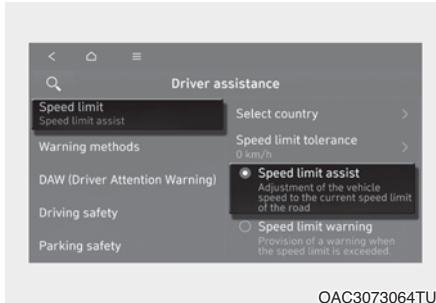 Driver assistance
Speed limit
Speed limit assist
Warning methods
DAW (Driver Attention Warning)
Driving safety
Parking safety
Select country
Speed limit tolerance
0 km/h
Speed limit assist
Adjustment of the vehicle
speed to the current speed limit
of the road
Speed limit warning
Provision of a warning when
the speed limit is exceeded.
OAC3073064TU